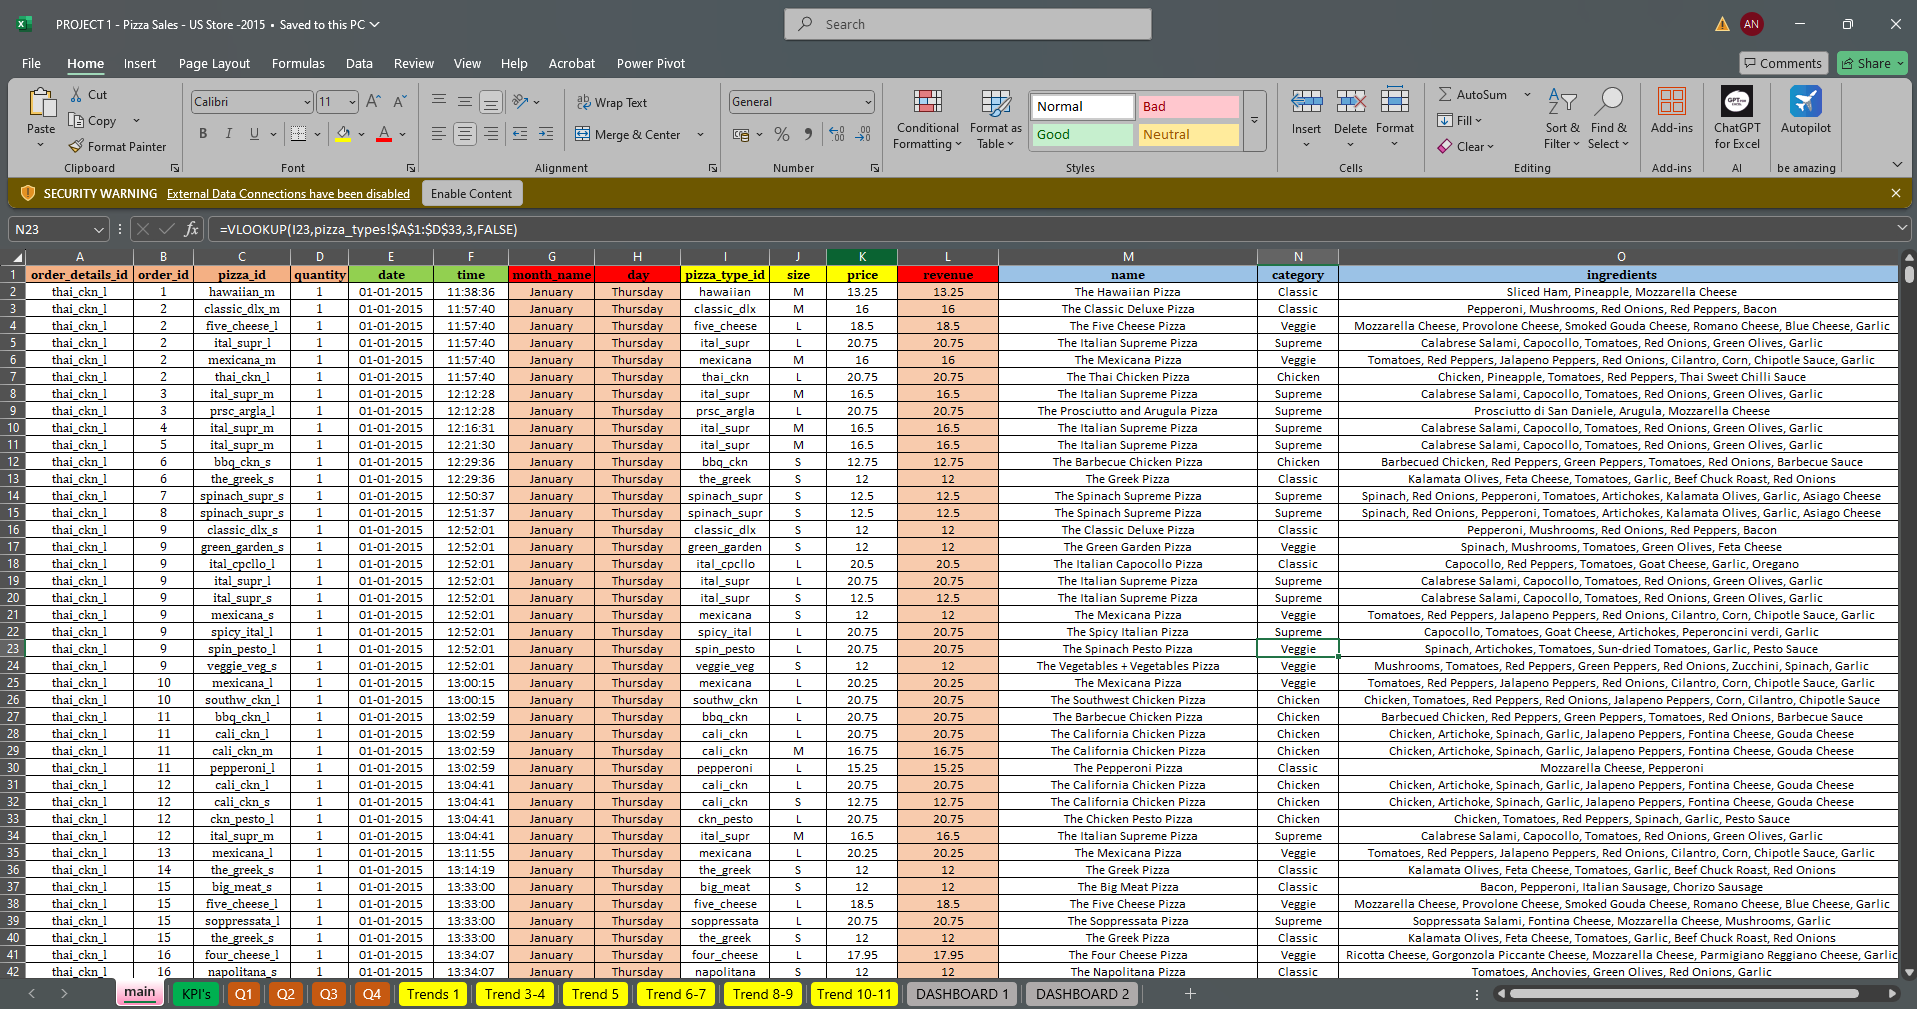 PROJECT 1 - Pizza Sales - US Store -2015 • Saved to this PC
Search
AN
File Home Insert Page Layout Formulas Data Review View Help Acrobat Power Pivot
Comments Share
Paste Cut Copy Format Painter Clipboard
Calibri 11 B I U A Font
Wrap Text Merge & Center Alignment
General % Number
Conditional Formatting Format as Table Normal Bad Good Neutral Styles
Insert Delete Format Cells
AutoSum Fill Clear Sort & Filter Find & Select Editing
Add-ins Add-ins
ChatGPT for Excel AI
Autopilot be amazing
SECURITY WARNING External Data Connections have been disabled Enable Content
N23 fx =VLOOKUP(I23,pizza_types!$A$1:$D$33,3,FALSE)
A B C D E F G H I J K L M N O
1 order_details_id order_id pizza_id quantity date time month_name day pizza_type_id size price revenue name category ingredients
2 thai_ckn_l 1 hawaiian_m 1 01-01-2015 11:38:36 January Thursday hawaiian M 13.25 13.25 The Hawaiian Pizza Classic Sliced Ham, Pineapple, Mozzarella Cheese
3 thai_ckn_l 2 classic_dlx_m 1 01-01-2015 11:57:40 January Thursday classic_dlx M 16 16 The Classic Deluxe Pizza Classic Pepperoni, Mushrooms, Red Onions, Red Peppers, Bacon
4 thai_ckn_l 2 five_cheese_l 1 01-01-2015 11:57:40 January Thursday five_cheese L 18.5 18.5 The Five Cheese Pizza Veggie Mozzarella Cheese, Provolone Cheese, Smoked Gouda Cheese, Romano Cheese, Blue Cheese, Garlic
5 thai_ckn_l 2 ital_supr_l 1 01-01-2015 11:57:40 January Thursday ital_supr L 20.75 20.75 The Italian Supreme Pizza Supreme Calabrese Salami, Capocollo, Tomatoes, Red Onions, Green Olives, Garlic
6 thai_ckn_l 2 mexicana_m 1 01-01-2015 11:57:40 January Thursday mexicana M 16 16 The Mexicana Pizza Veggie Tomatoes, Red Peppers, Jalapeno Peppers, Red Onions, Cilantro, Corn, Chipotle Sauce, Garlic
7 thai_ckn_l 2 thai_ckn_l 1 01-01-2015 11:57:40 January Thursday thai_ckn L 20.75 20.75 The Thai Chicken Pizza Chicken Chicken, Pineapple, Tomatoes, Red Peppers, Thai Sweet Chilli Sauce
8 thai_ckn_l 3 ital_supr_m 1 01-01-2015 12:12:28 January Thursday ital_supr M 16.5 16.5 The Italian Supreme Pizza Supreme Calabrese Salami, Capocollo, Tomatoes, Red Onions, Green Olives, Garlic
9 thai_ckn_l 3 prsc_argla_l 1 01-01-2015 12:12:28 January Thursday prsc_argla L 20.75 20.75 The Prosciutto and Arugula Pizza Supreme Prosciutto di San Daniele, Arugula, Mozzarella Cheese
10 thai_ckn_l 4 ital_supr_m 1 01-01-2015 12:16:31 January Thursday ital_supr M 16.5 16.5 The Italian Supreme Pizza Supreme Calabrese Salami, Capocollo, Tomatoes, Red Onions, Green Olives, Garlic
11 thai_ckn_l 5 ital_supr_m 1 01-01-2015 12:21:30 January Thursday ital_supr M 16.5 16.5 The Italian Supreme Pizza Supreme Calabrese Salami, Capocollo, Tomatoes, Red Onions, Green Olives, Garlic
12 thai_ckn_l 6 bbq_ckn_s 1 01-01-2015 12:29:36 January Thursday bbq_ckn S 12.75 12.75 The Barbecue Chicken Pizza Chicken Barbecued Chicken, Red Peppers, Green Peppers, Tomatoes, Red Onions, Barbecue Sauce
13 thai_ckn_l 6 the_greek_s 1 01-01-2015 12:29:36 January Thursday the_greek S 12 12 The Greek Pizza Classic Kalamata Olives, Feta Cheese, Tomatoes, Garlic, Beef Chuck Roast, Red Onions
14 thai_ckn_l 7 spinach_supr_s 1 01-01-2015 12:50:37 January Thursday spinach_supr S 12.5 12.5 The Spinach Supreme Pizza Supreme Spinach, Red Onions, Pepperoni, Tomatoes, Artichokes, Kalamata Olives, Garlic, Asiago Cheese
15 thai_ckn_l 8 spinach_supr_s 1 01-01-2015 12:51:37 January Thursday spinach_supr S 12.5 12.5 The Spinach Supreme Pizza Supreme Spinach, Red Onions, Pepperoni, Tomatoes, Artichokes, Kalamata Olives, Garlic, Asiago Cheese
16 thai_ckn_l 9 classic_dlx_s 1 01-01-2015 12:52:01 January Thursday classic_dlx S 12 12 The Classic Deluxe Pizza Classic Pepperoni, Mushrooms, Red Onions, Red Peppers, Bacon
17 thai_ckn_l 9 green_garden_s 1 01-01-2015 12:52:01 January Thursday green_garden S 12 12 The Green Garden Pizza Veggie Spinach, Mushrooms, Tomatoes, Green Olives, Feta Cheese
18 thai_ckn_l 9 ital_cpcllo_l 1 01-01-2015 12:52:01 January Thursday ital_cpcllo L 20.5 20.5 The Italian Capocollo Pizza Classic Capocollo, Red Peppers, Tomatoes, Goat Cheese, Garlic, Oregano
19 thai_ckn_l 9 ital_supr_l 1 01-01-2015 12:52:01 January Thursday ital_supr L 20.75 20.75 The Italian Supreme Pizza Supreme Calabrese Salami, Capocollo, Tomatoes, Red Onions, Green Olives, Garlic
20 thai_ckn_l 9 ital_supr_s 1 01-01-2015 12:52:01 January Thursday ital_supr S 12.5 12.5 The Italian Supreme Pizza Supreme Calabrese Salami, Capocollo, Tomatoes, Red Onions, Green Olives, Garlic
21 thai_ckn_l 9 mexicana_s 1 01-01-2015 12:52:01 January Thursday mexicana S 12 12 The Mexicana Pizza Veggie Tomatoes, Red Peppers, Jalapeno Peppers, Red Onions, Cilantro, Corn, Chipotle Sauce, Garlic
22 thai_ckn_l 9 spicy_ital_l 1 01-01-2015 12:52:01 January Thursday spicy_ital L 20.75 20.75 The Spicy Italian Pizza Supreme Capocollo, Tomatoes, Goat Cheese, Artichokes, Peperoncini verdi, Garlic
23 thai_ckn_l 9 spin_pesto_l 1 01-01-2015 12:52:01 January Thursday spin_pesto L 20.75 20.75 The Spinach Pesto Pizza Veggie Spinach, Artichokes, Tomatoes, Sun-dried Tomatoes, Garlic, Pesto Sauce
24 thai_ckn_l 9 veggie_veg_s 1 01-01-2015 12:52:01 January Thursday veggie_veg S 12 12 The Vegetables + Vegetables Pizza Veggie Mushrooms, Tomatoes, Red Peppers, Green Peppers, Red Onions, Zucchini, Spinach, Garlic
25 thai_ckn_l 10 mexicana_l 1 01-01-2015 13:00:15 January Thursday mexicana L 20.25 20.25 The Mexicana Pizza Veggie Tomatoes, Red Peppers, Jalapeno Peppers, Red Onions, Cilantro, Corn, Chipotle Sauce, Garlic
26 thai_ckn_l 10 southw_ckn_l 1 01-01-2015 13:00:15 January Thursday southw_ckn L 20.75 20.75 The Southwest Chicken Pizza Chicken Chicken, Tomatoes, Red Peppers, Red Onions, Jalapeno Peppers, Corn, Cilantro, Chipotle Sauce
27 thai_ckn_l 11 bbq_ckn_l 1 01-01-2015 13:02:59 January Thursday bbq_ckn L 20.75 20.75 The Barbecue Chicken Pizza Chicken Barbecued Chicken, Red Peppers, Green Peppers, Tomatoes, Red Onions, Barbecue Sauce
28 thai_ckn_l 11 cali_ckn_l 1 01-01-2015 13:02:59 January Thursday cali_ckn L 20.75 20.75 The California Chicken Pizza Chicken Chicken, Artichoke, Spinach, Garlic, Jalapeno Peppers, Fontina Cheese, Gouda Cheese
29 thai_ckn_l 11 cali_ckn_m 1 01-01-2015 13:02:59 January Thursday cali_ckn M 16.75 16.75 The California Chicken Pizza Chicken Chicken, Artichoke, Spinach, Garlic, Jalapeno Peppers, Fontina Cheese, Gouda Cheese
30 thai_ckn_l 11 pepperoni_l 1 01-01-2015 13:02:59 January Thursday pepperoni L 15.25 15.25 The Pepperoni Pizza Classic Mozzarella Cheese, Pepperoni
31 thai_ckn_l 12 cali_ckn_l 1 01-01-2015 13:04:41 January Thursday cali_ckn L 20.75 20.75 The California Chicken Pizza Chicken Chicken, Artichoke, Spinach, Garlic, Jalapeno Peppers, Fontina Cheese, Gouda Cheese
32 thai_ckn_l 12 cali_ckn_s 1 01-01-2015 13:04:41 January Thursday cali_ckn S 12.75 12.75 The California Chicken Pizza Chicken Chicken, Artichoke, Spinach, Garlic, Jalapeno Peppers, Fontina Cheese, Gouda Cheese
33 thai_ckn_l 12 ckn_pesto_l 1 01-01-2015 13:04:41 January Thursday ckn_pesto L 20.75 20.75 The Chicken Pesto Pizza Chicken Chicken, Tomatoes, Red Peppers, Spinach, Garlic, Pesto Sauce
34 thai_ckn_l 12 ital_supr_m 1 01-01-2015 13:04:41 January Thursday ital_supr M 16.5 16.5 The Italian Supreme Pizza Supreme Calabrese Salami, Capocollo, Tomatoes, Red Onions, Green Olives, Garlic
35 thai_ckn_l 13 mexicana_l 1 01-01-2015 13:11:55 January Thursday mexicana L 20.25 20.25 The Mexicana Pizza Veggie Tomatoes, Red Peppers, Jalapeno Peppers, Red Onions, Cilantro, Corn, Chipotle Sauce, Garlic
36 thai_ckn_l 14 the_greek_s 1 01-01-2015 13:14:19 January Thursday the_greek S 12 12 The Greek Pizza Classic Kalamata Olives, Feta Cheese, Tomatoes, Garlic, Beef Chuck Roast, Red Onions
37 thai_ckn_l 15 big_meat_s 1 01-01-2015 13:33:00 January Thursday big_meat S 12 12 The Big Meat Pizza Classic Bacon, Pepperoni, Italian Sausage, Chorizo Sausage
38 thai_ckn_l 15 five_cheese_l 1 01-01-2015 13:33:00 January Thursday five_cheese L 18.5 18.5 The Five Cheese Pizza Veggie Mozzarella Cheese, Provolone Cheese, Smoked Gouda Cheese, Romano Cheese, Blue Cheese, Garlic
39 thai_ckn_l 15 soppressata_l 1 01-01-2015 13:33:00 January Thursday soppressata L 20.75 20.75 The Soppressata Pizza Supreme Soppressata Salami, Fontina Cheese, Mozzarella Cheese, Mushrooms, Garlic
40 thai_ckn_l 15 the_greek_s 1 01-01-2015 13:33:00 January Thursday the_greek S 12 12 The Greek Pizza Classic Kalamata Olives, Feta Cheese, Tomatoes, Garlic, Beef Chuck Roast, Red Onions
41 thai_ckn_l 16 four_cheese_l 1 01-01-2015 13:34:07 January Thursday four_cheese L 17.95 17.95 The Four Cheese Pizza Veggie Ricotta Cheese, Gorgonzola Piccante Cheese, Mozzarella Cheese, Parmigiano Reggiano Cheese, Garlic
42 thai_ckn_l 16 napolitana_s 1 01-01-2015 13:34:07 January Thursday napolitana S 12 12 The Napolitana Pizza Classic Tomatoes, Anchovies, Green Olives, Red Onions, Garlic
main KPI's Q1 Q2 Q3 Q4 Trends 1 Trend 3-4 Trend 5 Trend 6-7 Trend 8-9 Trend 10-11 DASHBOARD 1 DASHBOARD 2